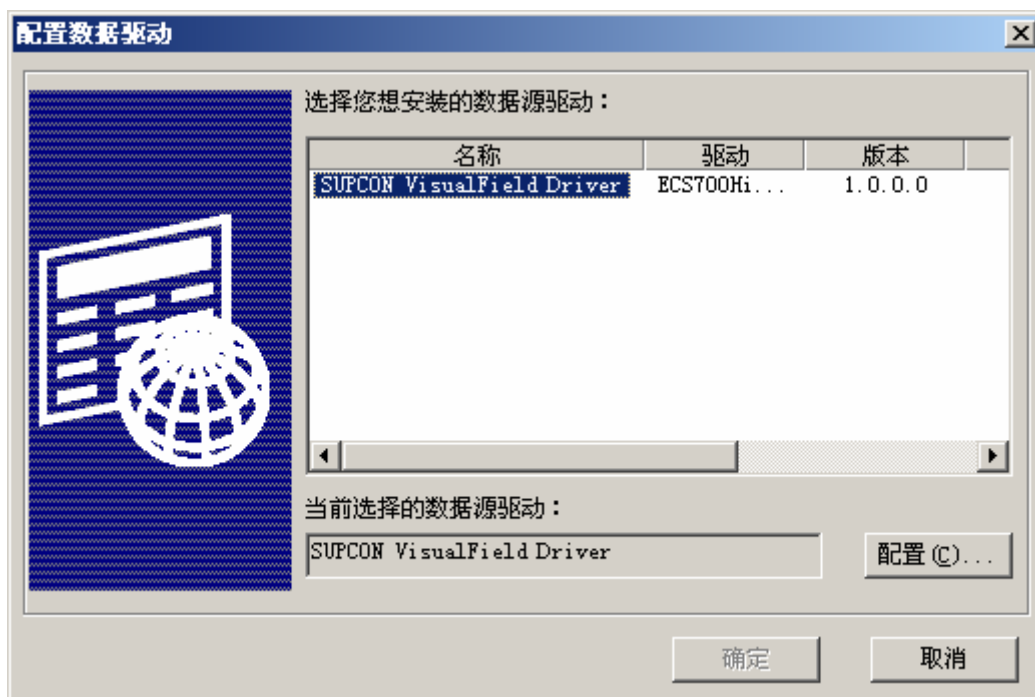 配置数据驱动
选择您想安装的数据源驱动：
名称 驱动 版本
SUPCON VisualField Driver ECS700Hi... 1.0.0.0
当前选择的数据源驱动：
SUPCON VisualField Driver
配置(C)...
确定 取消